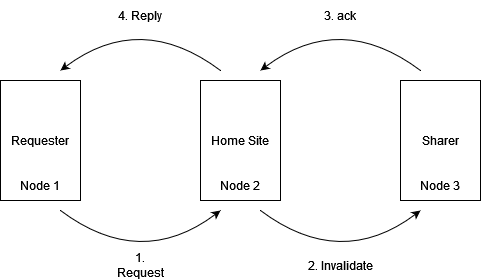 4. Reply
3. ack
Requester
Home Site
Sharer
Node 1
Node 2
Node 3
1.
Request
2. Invalidate